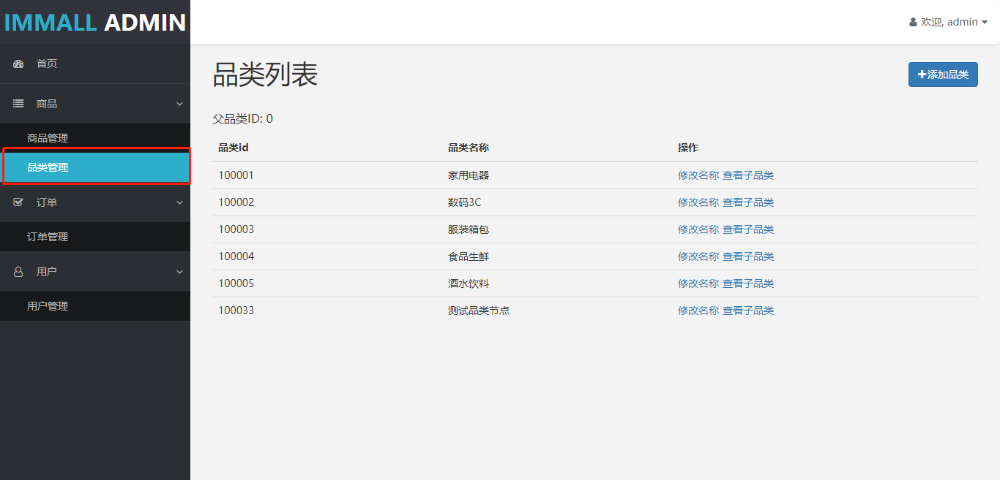 IMMALL ADMIN
欢迎, admin
首页
商品
商品管理
品类管理
订单
订单管理
用户
用户管理
品类列表
添加品类
父品类ID: 0
品类id 品类名称 操作
100001 家用电器 修改名称 查看子品类
100002 数码3C 修改名称 查看子品类
100003 服装箱包 修改名称 查看子品类
100004 食品生鲜 修改名称 查看子品类
100005 酒水饮料 修改名称 查看子品类
100033 测试品类节点 修改名称 查看子品类